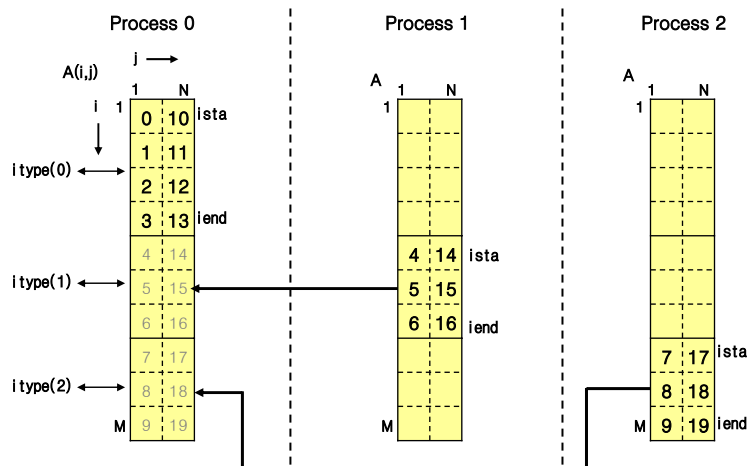 Process 0
Process 1
Process 2
j
A(i,j)
1 N
i
1
0 10 ista
1 11
itype(0)
2 12
3 13 iend
4 14
itype(1)
5 15
6 16
7 17
itype(2)
8 18
M 9 19
A
1 N
1
4 14 ista
5 15
6 16 iend
M
A
1 N
1
7 17 ista
8 18
M 9 19 iend